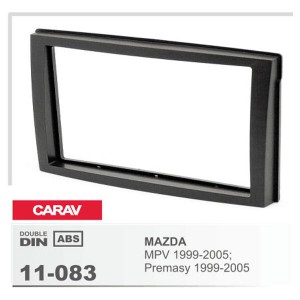 CARAV
DOUBLE
DIN ABS
11-083
MAZDA
MPV 1999-2005;
Premasy 1999-2005